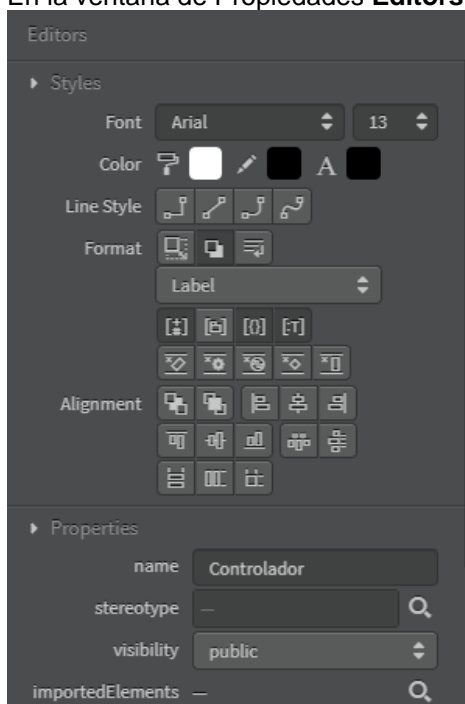 En la ventana de Propiedades Editors
Editors
Styles
Font Arial 13
Color A
Line Style
Format
Label
Alignment
Properties
name Controlador
stereotype —
visibility public
importedElements —